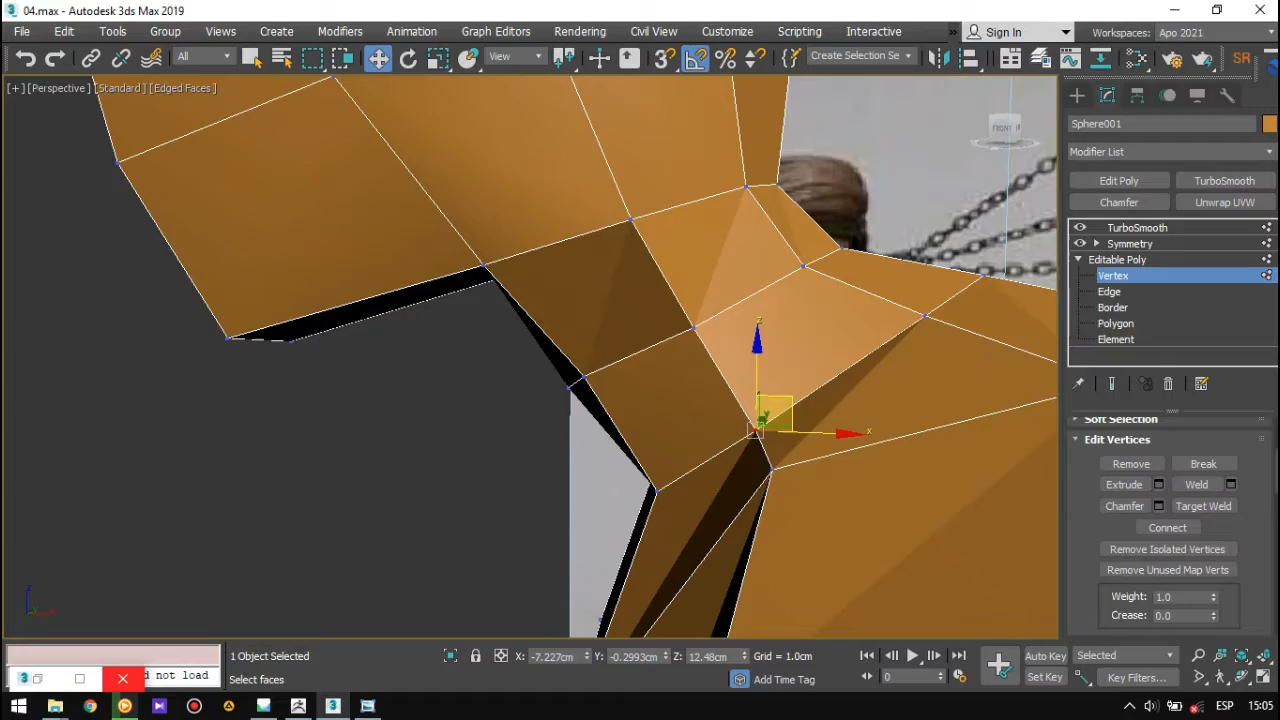 04.max - Autodesk 3ds Max 2019
File Edit Tools Group Views Create Modifiers Animation Graph Editors Rendering Civil View Customize Scripting Interactive » Sign In Workspaces: Apo 2021
All View 3 Create Selection Se SR
[+] [Perspective] [Standard] [Edged Faces]
FRONT
Sphere001
Modifier List
Edit Poly TurboSmooth
Chamfer Unwrap UVW
TurboSmooth
Symmetry
Editable Poly
Vertex
Edge
Border
Polygon
Element
Soft Selection
Edit Vertices
Remove Break
Extrude Weld
Chamfer Target Weld
Connect
Remove Isolated Vertices
Remove Unused Map Verts
Weight: 1.0
Crease: 0.0
z
y
x
z
1 Object Selected X: -7.227cm Y: -0.2993cm Z: 12.48cm Grid = 1.0cm Auto Key Selected
3 d not load Select faces Add Time Tag 0 Set Key Key Filters...
3 ESP 15:05